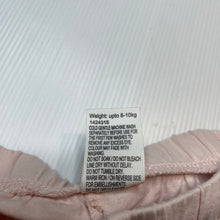 Weight: upto 8-10kg
1424315
COLD GENTLE MACHINE WASH
SEPARATELY BEFORE USE FOR
THE FIRST FEW WASHES TO
REMOVE ANY EXCESS DYE.
COLOUR MAY FADE WITH
WASHING.
DO NOT SOAK / DO NOT BLEACH
LINE DRY WITHOUT DELAY.
DO NOT TUMBLE DRY.
WARM IRON / ON REVERSE SIDE
FOR EMBELLISHMENTS